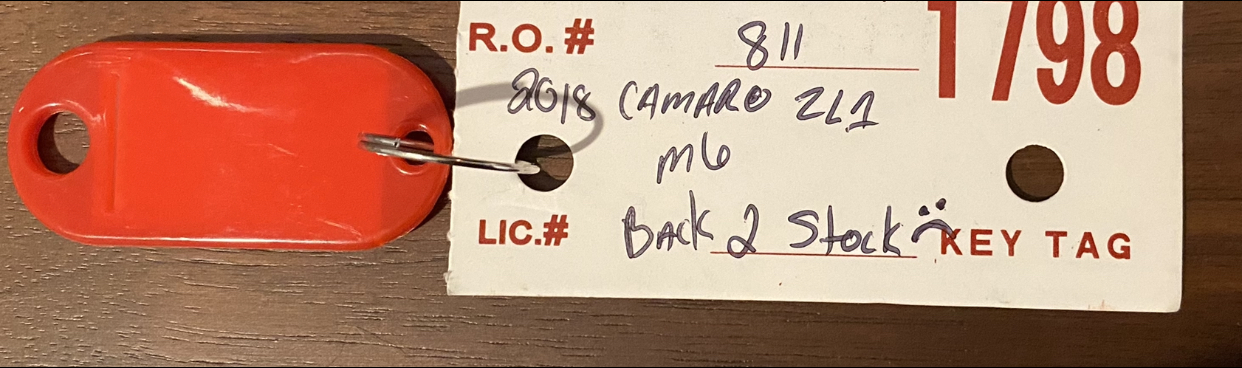 R.O.# 811 1798
2018 CAMARO ZL1
M6
LIC.# BACK 2 Stock :( KEY TAG